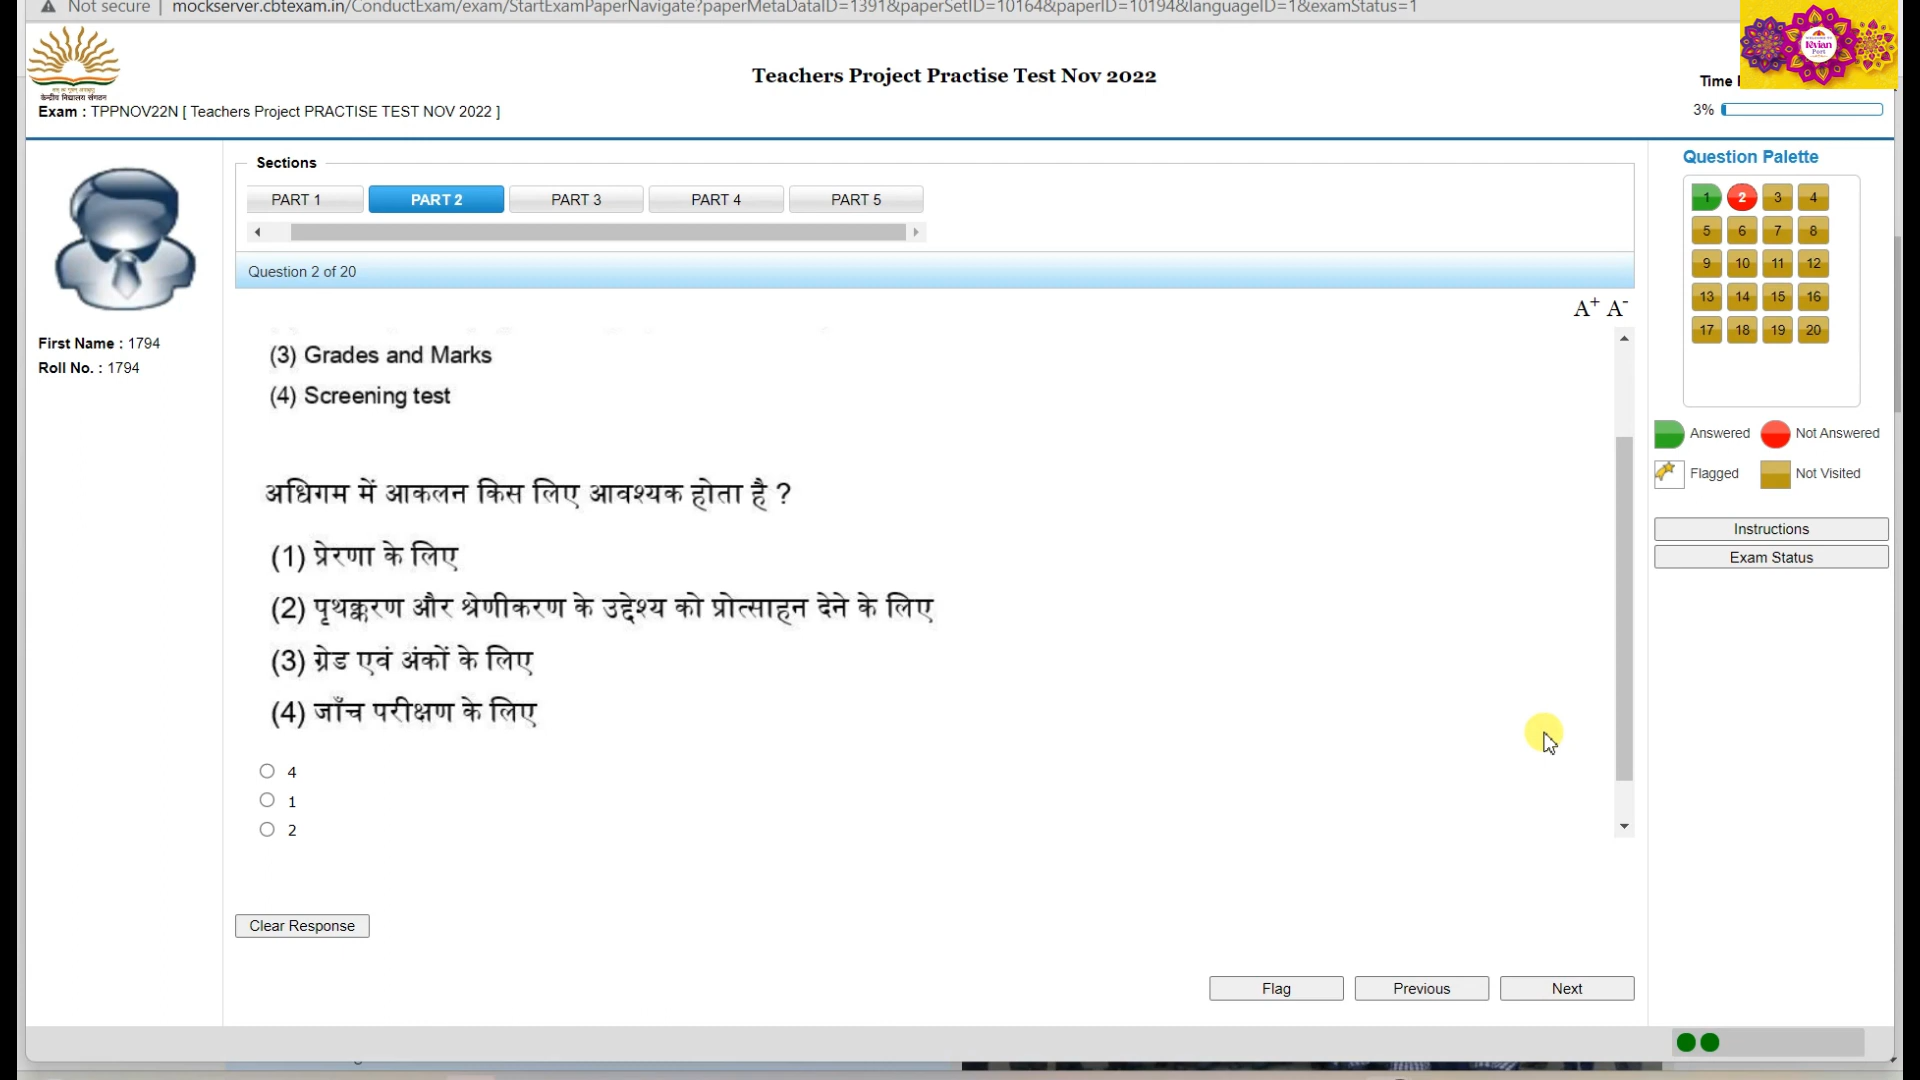 Not secure | mockserver.cbtexam.in/ConductExam/exam/StartExamPaperNavigate?paperMetaDataID=1391&paperSetID=10164&paperID=10194&languageID=1&examStatus=1
केन्द्रीय विद्यालय संगठन
Teachers Project Practise Test Nov 2022
Exam : TPPNOV22N [ Teachers Project PRACTISE TEST NOV 2022 ]
Time
3%
Sections
PART 1 PART 2 PART 3 PART 4 PART 5
Question 2 of 20
A+ A-
(3) Grades and Marks
(4) Screening test
अधिगम में आकलन किस लिए आवश्यक होता है ?
(1) प्रेरणा के लिए
(2) पृथक्करण और श्रेणीकरण के उद्देश्य को प्रोत्साहन देने के लिए
(3) ग्रेड एवं अंकों के लिए
(4) जाँच परीक्षण के लिए
4
1
2
Clear Response
Flag Previous Next
First Name : 1794
Roll No. : 1794
Question Palette
1 2 3 4
5 6 7 8
9 10 11 12
13 14 15 16
17 18 19 20
Answered Not Answered
Flagged Not Visited
Instructions
Exam Status